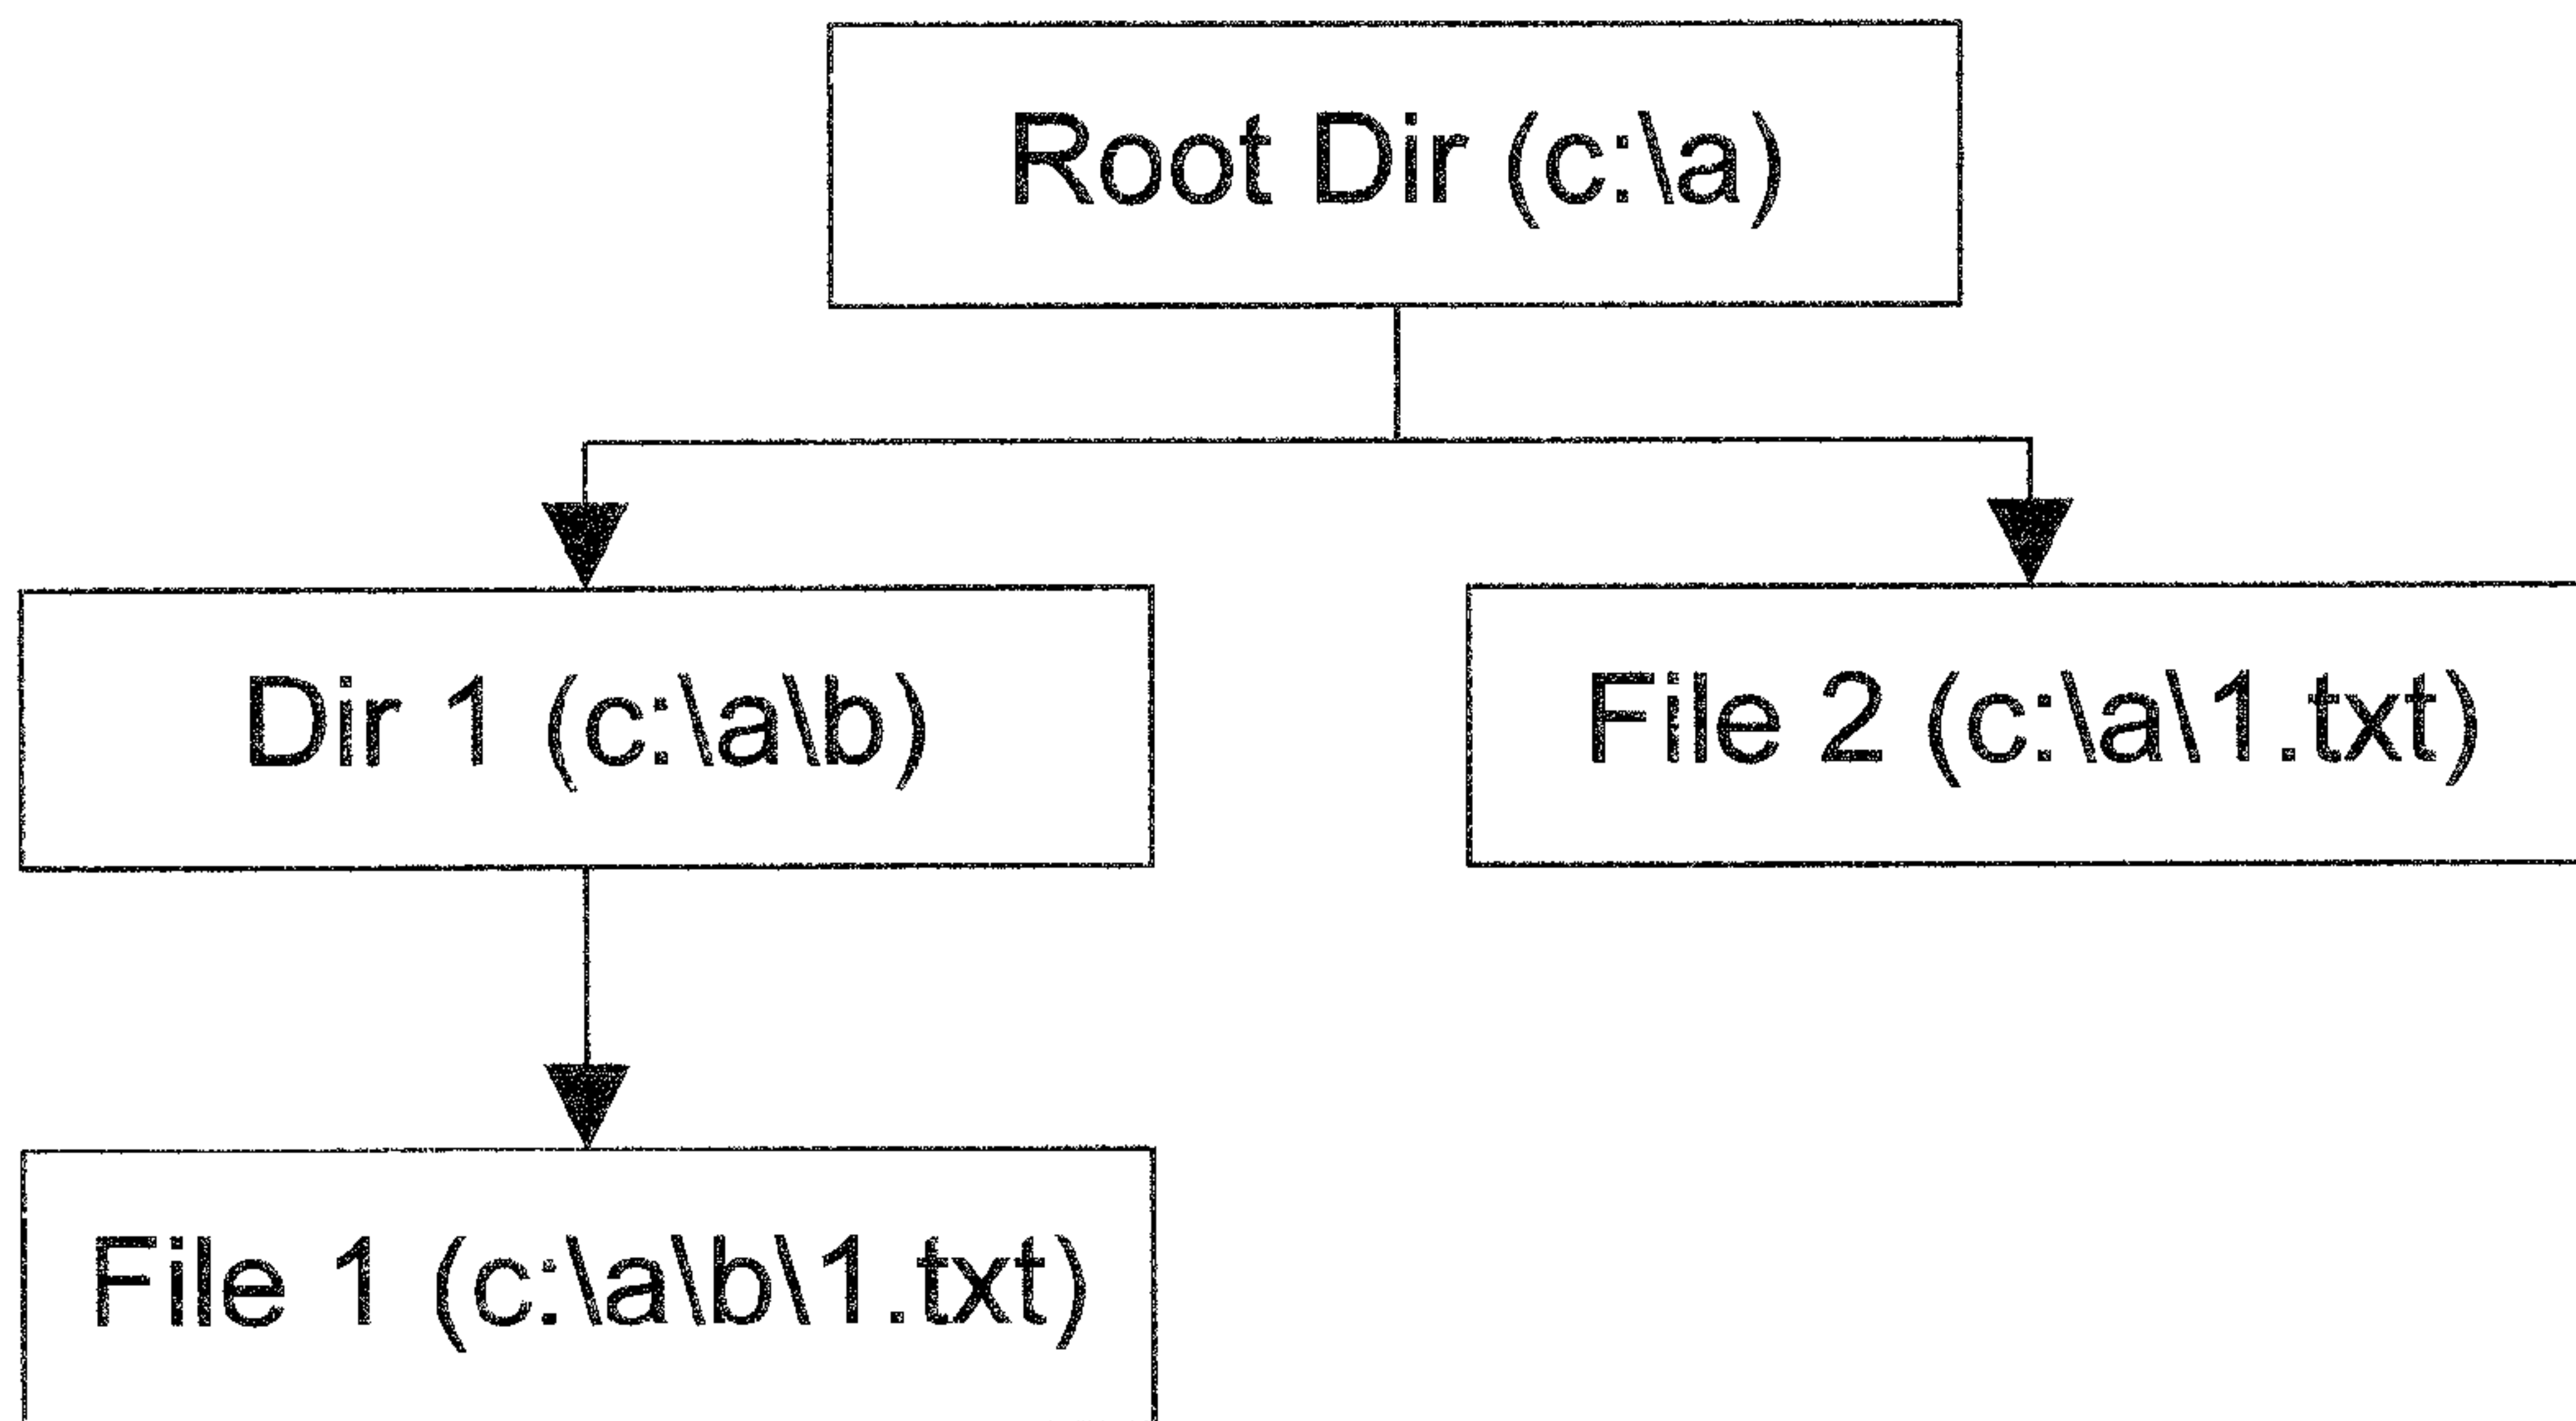 Root Dir (c:\a)
Dir 1 (c:\a\b)
File 2 (c:\a\1.txt)
File 1 (c:\a\b\1.txt)